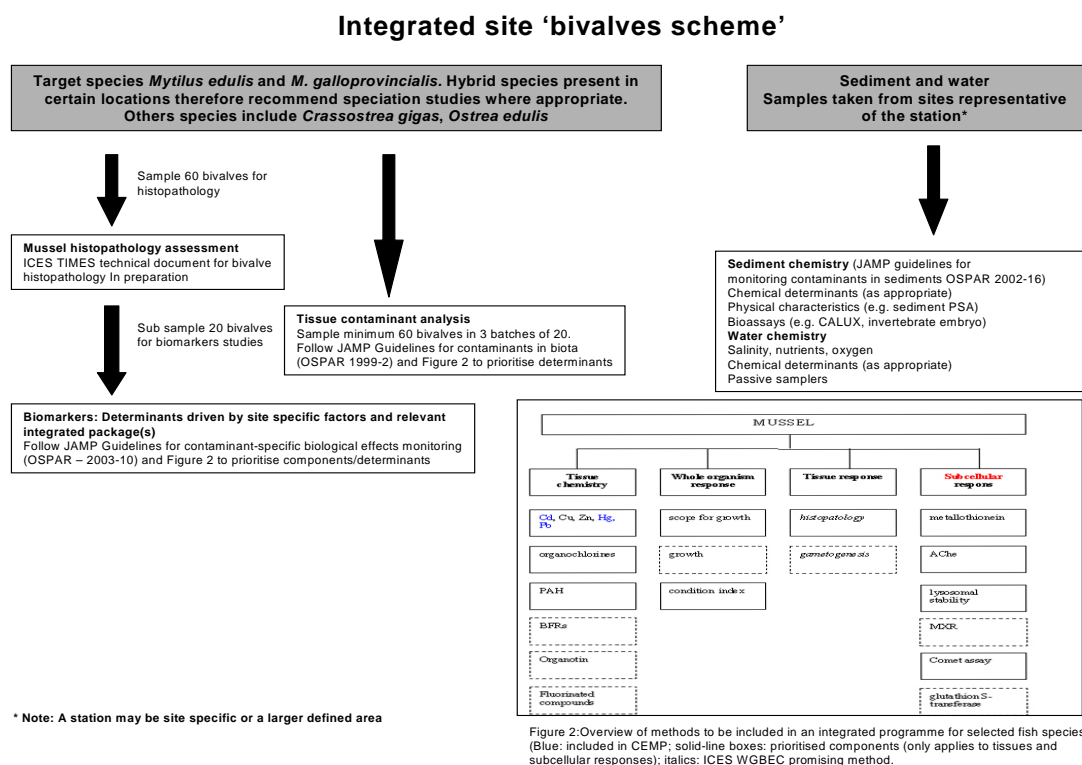 Integrated site ‘bivalves scheme’
Target species Mytilus edulis and M. galloprovincialis. Hybrid species present in
certain locations therefore recommend speciation studies where appropriate.
Others species include Crassostrea gigas, Ostrea edulis
Sediment and water
Samples taken from sites representative
of the station*
Sample 60 bivalves for
histopathology
Mussel histopathology assessment
ICES TIMES technical document for bivalve
histopathology In preparation
Sub sample 20 bivalves
for biomarkers studies
Tissue contaminant analysis
Sample minimum 60 bivalves in 3 batches of 20.
Follow JAMP Guidelines for contaminants in biota
(OSPAR 1999-2) and Figure 2 to prioritise determinants
Sediment chemistry (JAMP guidelines for
monitoring contaminants in sediments OSPAR 2002-16)
Chemical determinants (as appropriate)
Physical characteristics (e.g. sediment PSA)
Bioassays (e.g. CALUX, invertebrate embryo)
Water chemistry
Salinity, nutrients, oxygen
Chemical determinants (as appropriate)
Passive samplers
Biomarkers: Determinants driven by site specific factors and relevant
integrated package(s)
Follow JAMP Guidelines for contaminant-specific biological effects monitoring
(OSPAR – 2003-10) and Figure 2 to prioritise components/determinants
MUSSEL
Tissue
chemistry
Whole organism
response
Tissue response
Subcellular
respons
Cd, Cu, Zn, Hg,
Pb
scope for growth
histopatology
metallothionein
organochlorines
growth
gametogenesis
AChe
PAH
condition index
lysosomal
stability
BFRs
MXR
Organotin
Comet assay
Fluorinated
compounds
glutathion S-
transferase
* Note: A station may be site specific or a larger defined area
Figure 2:Overview of methods to be included in an integrated programme for selected fish species
(Blue: included in CEMP; solid-line boxes: prioritised components (only applies to tissues and
subcellular responses); italics: ICES WGBEC promising method.